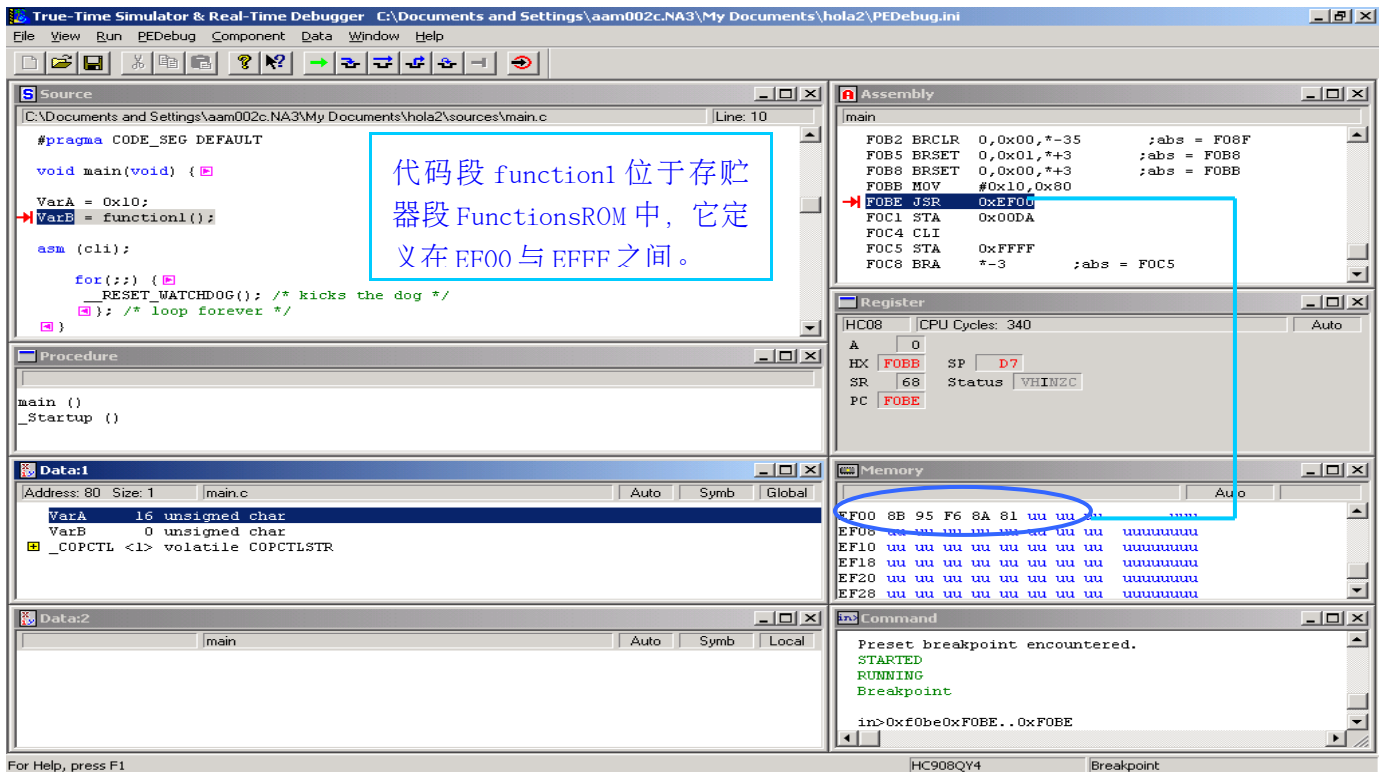 True-Time Simulator & Real-Time Debugger C:\Documents and Settings\aam002c.NA3\My Documents\hola2\PEDebug.ini
File View Run PEDebug Component Data Window Help
Source
C:\Documents and Settings\aam002c.NA3\My Documents\hola2\sources\main.c Line: 10
#pragma CODE_SEG DEFAULT
void main(void) {
VarA = 0x10;
VarB = function1();
asm (cli);
for(;;) {
__RESET_WATCHDOG(); /* kicks the dog */
}; /* loop forever */
}
代码段 function1 位于存贮
器段 FunctionsROM 中, 它定
义在 EF00 与 EFFF 之间。
Assembly
main
F0B2 BRCLR 0,0x00,*-35 ;abs = F08F
F0B5 BRSET 0,0x01,*+3 ;abs = F0B8
F0B8 BRSET 0,0x00,*+3 ;abs = F0BB
F0BB MOV #0x10,0x80
F0BE JSR 0xEF00
F0C1 STA 0x00DA
F0C4 CLI
F0C5 STA 0xFFFF
F0C8 BRA *-3 ;abs = F0C5
Register
HC08 CPU Cycles: 340 Auto
A 0
HX F0BB SP D7
SR 68 Status VHINZC
PC F0BE
Procedure
main ()
_Startup ()
Data:1
Address: 80 Size: 1 main.c Auto Symb Global
VarA 16 unsigned char
VarB 0 unsigned char
_COPCTL <1> volatile COPCTLSTR
Memory
Auto
EF00 8B 95 F6 8A 81 uu uu uu uuu
EF08 uu uu uu uu uu uu uu uu uuuuuuuu
EF10 uu uu uu uu uu uu uu uu uuuuuuuu
EF18 uu uu uu uu uu uu uu uu uuuuuuuu
EF20 uu uu uu uu uu uu uu uu uuuuuuuu
EF28 uu uu uu uu uu uu uu uu uuuuuuuu
Data:2
main Auto Symb Local
Command
Preset breakpoint encountered.
STARTED
RUNNING
Breakpoint
in>0xf0be0xF0BE..0xF0BE
For Help, press F1 HC908QY4 Breakpoint